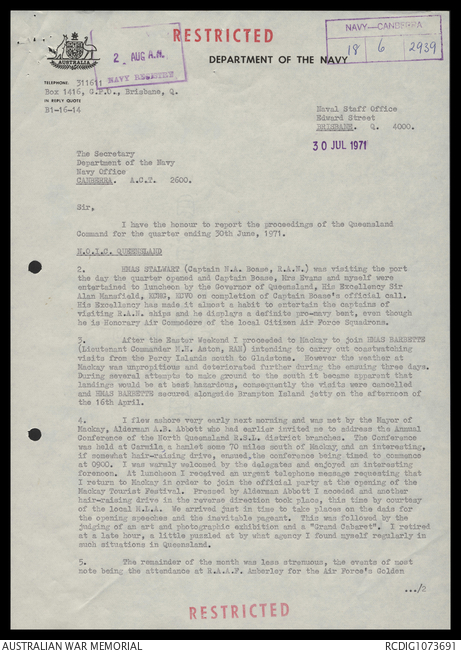 RESTRICTED
NAVY—CANBERRA
18 6 2939
2 AUG A.M.
NAVY REGISTRY
AUSTRALIA
DEPARTMENT OF THE NAVY
TELEPHONE: 311611
Box 1416, G.P.O., Brisbane, Q.
IN REPLY QUOTE
B1-16-14
Naval Staff Office
Edward Street
BRISBANE. Q. 4000.
30 JUL 1971
The Secretary
Department of the Navy
Navy Office
CANBERRA. A.C.T. 2600.
Sir,
I have the honour to report the proceedings of the Queensland
Command for the quarter ending 30th June, 1971.
N.O.I.C. QUEENSLAND
2. HMAS STALWART (Captain N.A. Boase, R.A.N.) was visiting the port
the day the quarter opened and Captain Boase, Mrs Evans and myself were
entertained to luncheon by the Governor of Queensland, His Excellency Sir
Alan Mansfield, KCMG, KCVO on completion of Captain Boase's official call.
His Excellency has made it almost a habit to entertain the captains of
visiting R.A.N. ships and he displays a definite pro-navy bent, even though
he is Honorary Air Commodore of the local Citizen Air Force Squadrons.
3. After the Easter Weekend I proceeded to Mackay to join HMAS BARBETTE
(Lieutenant Commander M.H. Aston, RAN) intending to carry out coastwatching
visits from the Percy Islands south to Gladstone. However the weather at
Mackay was unpropitious and deteriorated further during the ensuing three days.
During several attempts to make ground to the south it became apparent that
landings would be at best hazardous, consequently the visits were cancelled
and HMAS BARBETTE secured alongside Brampton Island jetty on the afternoon of
the 16th April.
4. I flew ashore very early next morning and was met by the Mayor of
Mackay, Alderman A.B. Abbott who had earlier invited me to address the Annual
Conference of the North Queensland R.S.L. district branches. The Conference
was held at Carmila, a hamlet some 70 miles south of Mackay, and an interesting,
if somewhat hair-raising drive, ensued, the conference being timed to commence
at 0900. I was warmly welcomed by the delegates and enjoyed an interesting
forenoon. At luncheon I received an urgent telephone message requesting that
I return to Mackay in order to join the official party at the opening of the
Mackay Tourist Festival. Pressed by Alderman Abbott I acceded and another
hair-raising drive in the reverse direction took place, this time by courtesy
of the local M.L.A. We arrived just in time to take places on the dais for
the opening speeches and the inevitable pageant. This was followed by the
judging of an art and photographic exhibition and a "Grand Cabaret". I retired
at a late hour, a little puzzled at by what agency I found myself regularly in
such situations in Queensland.
5. The remainder of the month was less strenuous, the events of most
note being the attendance at R.A.A.F. Amberley for the Air Force's Golden
.../2
RESTRICTED
AUSTRALIAN WAR MEMORIAL
RCDIG1073691